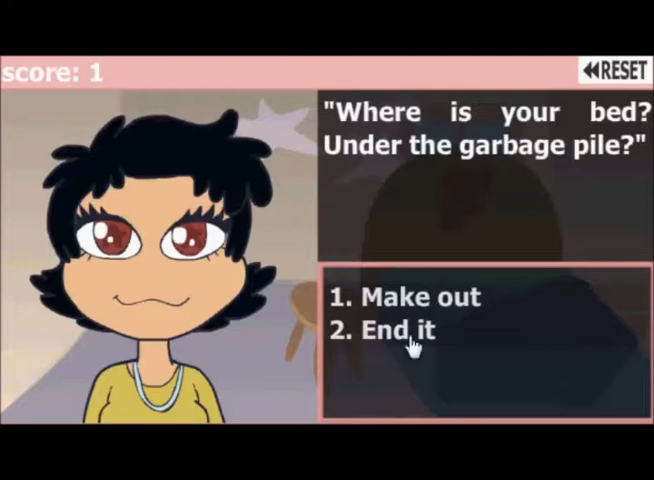 score: 1
RESET
"Where is your bed?
Under the garbage pile?"
1. Make out
2. End it